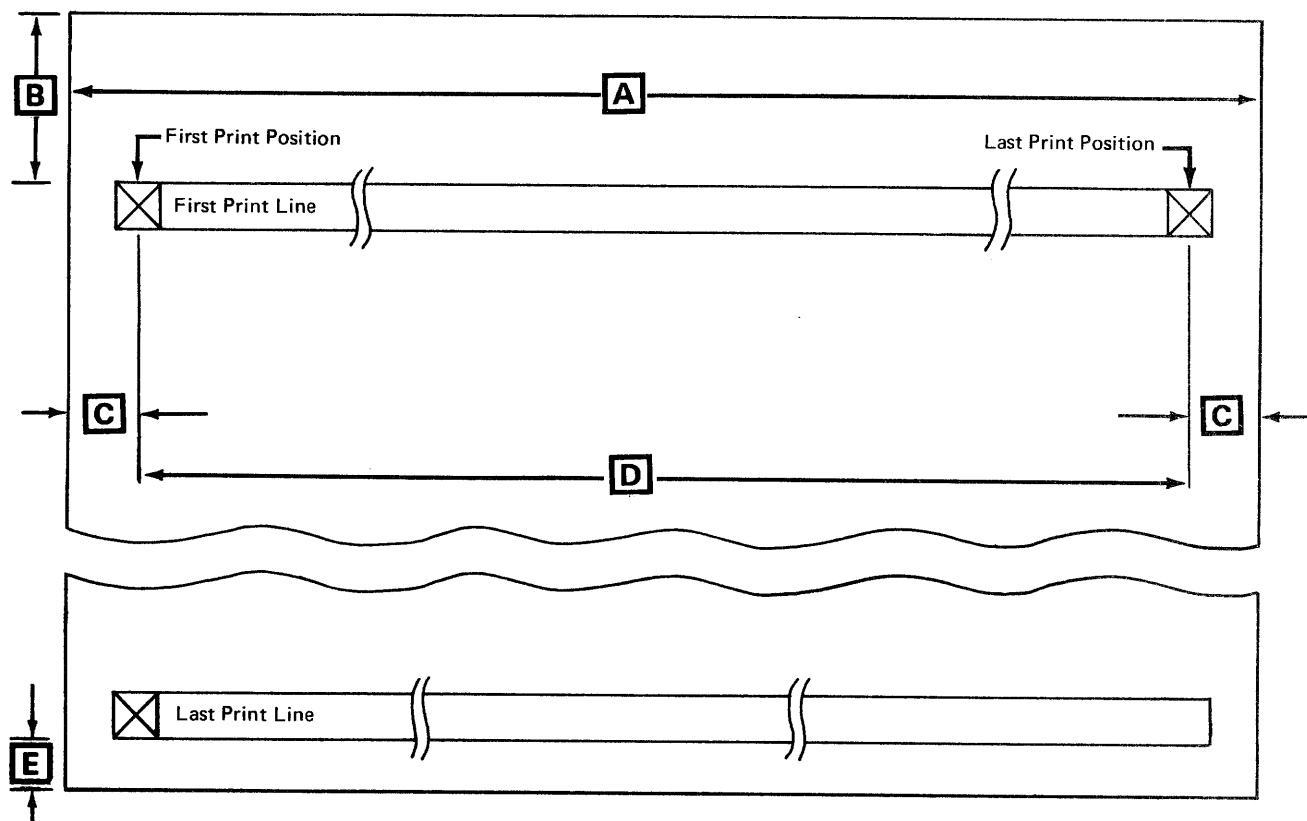 B
A
First Print Position
Last Print Position
First Print Line
C
C
D
Last Print Line
E